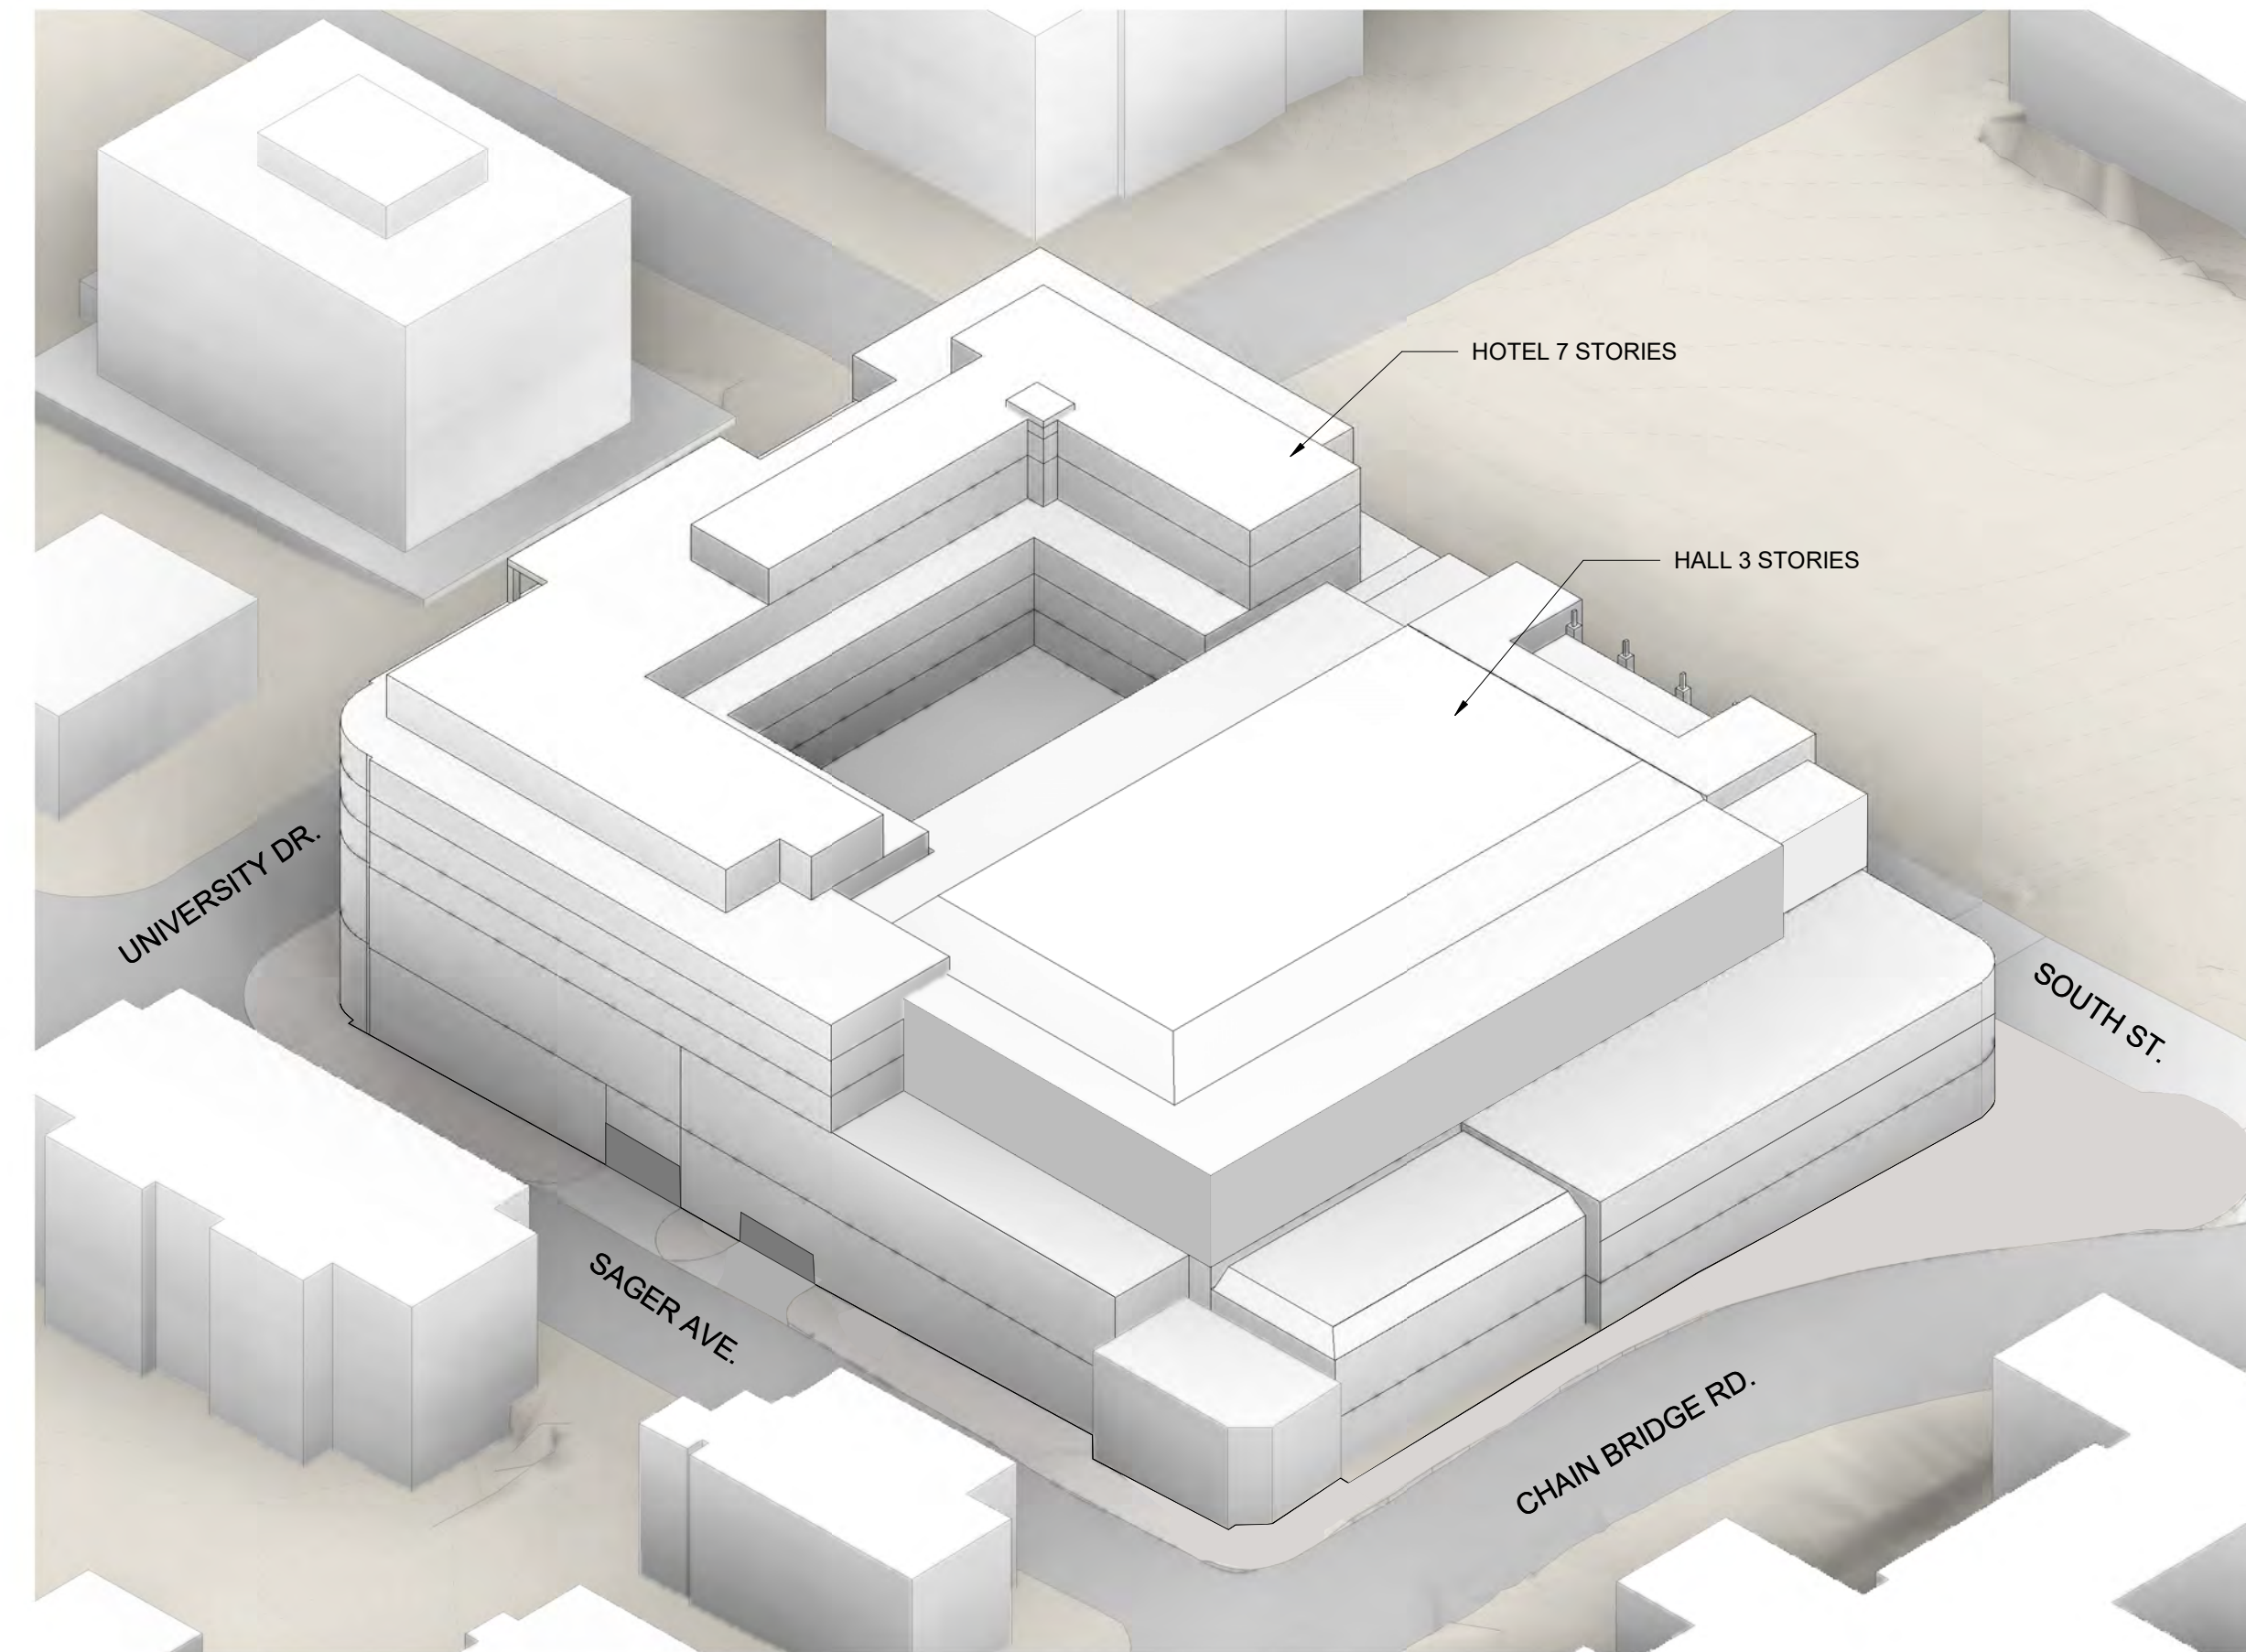 HOTEL 7 STORIES
HALL 3 STORIES
UNIVERSITY DR.
SOUTH ST.
SAGER AVE.
CHAIN BRIDGE RD.